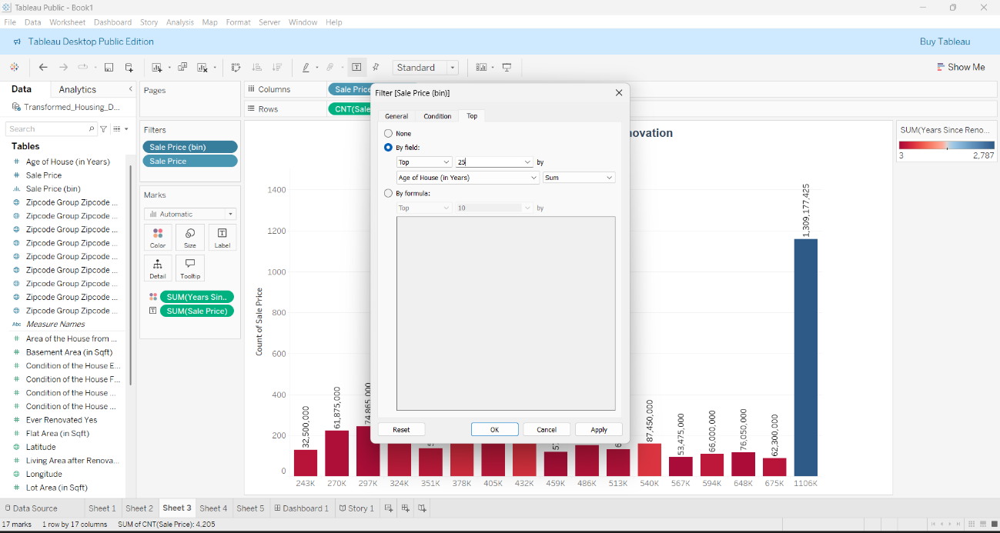 Tableau Public - Book1
File Data Worksheet Dashboard Story Analysis Map Format Server Window Help
Tableau Desktop Public Edition
Buy Tableau
Standard
Show Me
Data Analytics
Transformed_Housing_D...
Search
Tables
# Age of House (in Years)
# Sale Price
Sale Price (bin)
Zipcode Group Zipcode ...
Zipcode Group Zipcode ...
Zipcode Group Zipcode ...
Zipcode Group Zipcode ...
Zipcode Group Zipcode ...
Zipcode Group Zipcode ...
Zipcode Group Zipcode ...
Zipcode Group Zipcode ...
Zipcode Group Zipcode ...
Abc Measure Names
# Area of the House from ...
# Basement Area (in Sqft)
# Condition of the House E...
# Condition of the House F...
# Condition of the House ...
# Condition of the House ...
# Ever Renovated Yes
# Flat Area (in Sqft)
Latitude
# Living Area after Renova...
Longitude
# Lot Area (in Sqft)
Pages
Filters
Sale Price (bin)
Sale Price
Marks
Automatic
Color Size Label
Detail Tooltip
SUM(Years Sin..
SUM(Sale Price)
Columns
Sale Price
Rows
CNT(Sale
ovation
Filter [Sale Price (bin)]
General Condition Top
None
By field:
Top 25 by
Age of House (in Years) Sum
By formula:
Top 10 by
Reset OK Cancel Apply
SUM(Years Since Reno...
3 2,787
Count of Sale Price
1400
1200
1000
800
600
400
200
0
32,500,000
61,875,000
74,865,000
87,450,000
53,475,000
66,000,000
76,050,000
62,300,000
1,309,177,425
243K 270K 297K 324K 351K 378K 405K 432K 459K 486K 513K 540K 567K 594K 648K 675K 1106K
Data Source Sheet 1 Sheet 2 Sheet 3 Sheet 4 Sheet 5 Dashboard 1 Story 1
17 marks 1 row by 17 columns SUM of CNT(Sale Price): 4,205